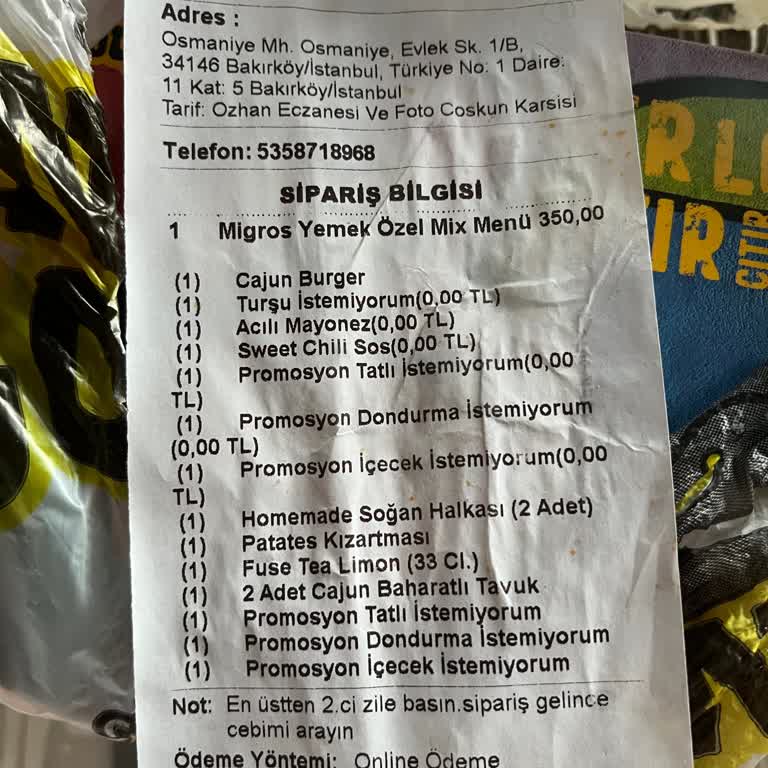 Adres :
Osmaniye Mh. Osmaniye, Evlek Sk. 1/B,
34146 Bakırköy/İstanbul, Türkiye No: 1 Daire:
11 Kat: 5 Bakırköy/İstanbul
Tarif: Ozhan Eczanesi Ve Foto Coskun Karsisi
Telefon: 5358718968
SİPARİŞ BİLGİSİ
1 Migros Yemek Özel Mix Menü 350,00
(1) Cajun Burger
(1) Turşu İstemiyorum(0,00 TL)
(1) Acılı Mayonez(0,00 TL)
(1) Sweet Chili Sos(0,00 TL)
(1) Promosyon Tatlı İstemiyorum(0,00
TL)
(1) Promosyon Dondurma İstemiyorum
(0,00 TL)
(1) Promosyon İçecek İstemiyorum(0,00
TL)
(1) Homemade Soğan Halkası (2 Adet)
(1) Patates Kızartması
(1) Fuse Tea Limon (33 Cl.)
(1) 2 Adet Cajun Baharatlı Tavuk
(1) Promosyon Tatlı İstemiyorum
(1) Promosyon Dondurma İstemiyorum
(1) Promosyon İçecek İstemiyorum
Not: En üstten 2.ci zile basın.sipariş gelince
cebimi arayın
Ödeme Yöntemi: Online Ödeme